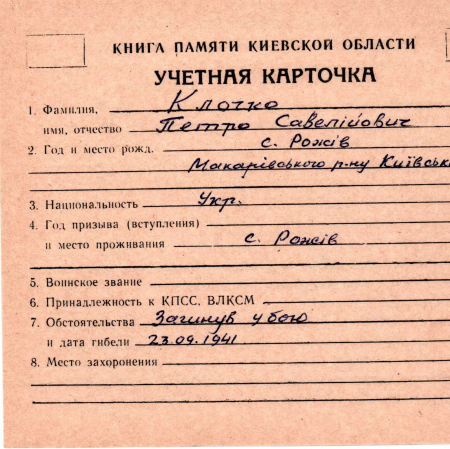 КНИГА ПАМЯТИ КИЕВСКОЙ ОБЛАСТИ
УЧЕТНАЯ КАРТОЧКА
1. Фамилия, Клочко
имя, отчество Петро Савелійович
2. Год и место рожд. с. Рожів
Макарівського р-ну Київськ
3. Национальность Укр.
4. Год призыва (вступления)
и место проживания с. Рожів
5. Воинское звание
6. Принадлежность к КПСС, ВЛКСМ
7. Обстоятельства Загинув у бою
и дата гибели 23.09.1941
8. Место захоронения